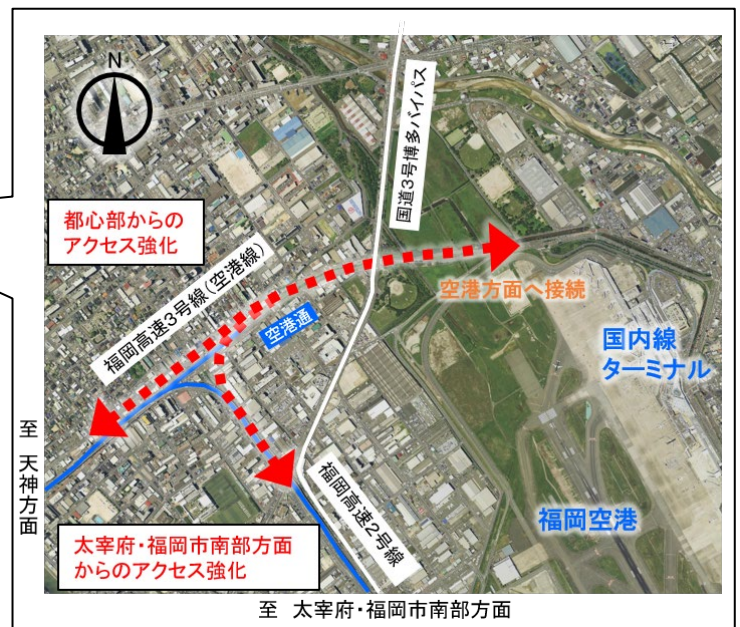 N
国道3号博多バイパス
都心部からの
アクセス強化
福岡高速3号線(空港線)
空港通
空港方面へ接続
国内線
ターミナル
至 天神方面
福岡高速2号線
福岡空港
太宰府・福岡市南部方面
からのアクセス強化
至 太宰府・福岡市南部方面